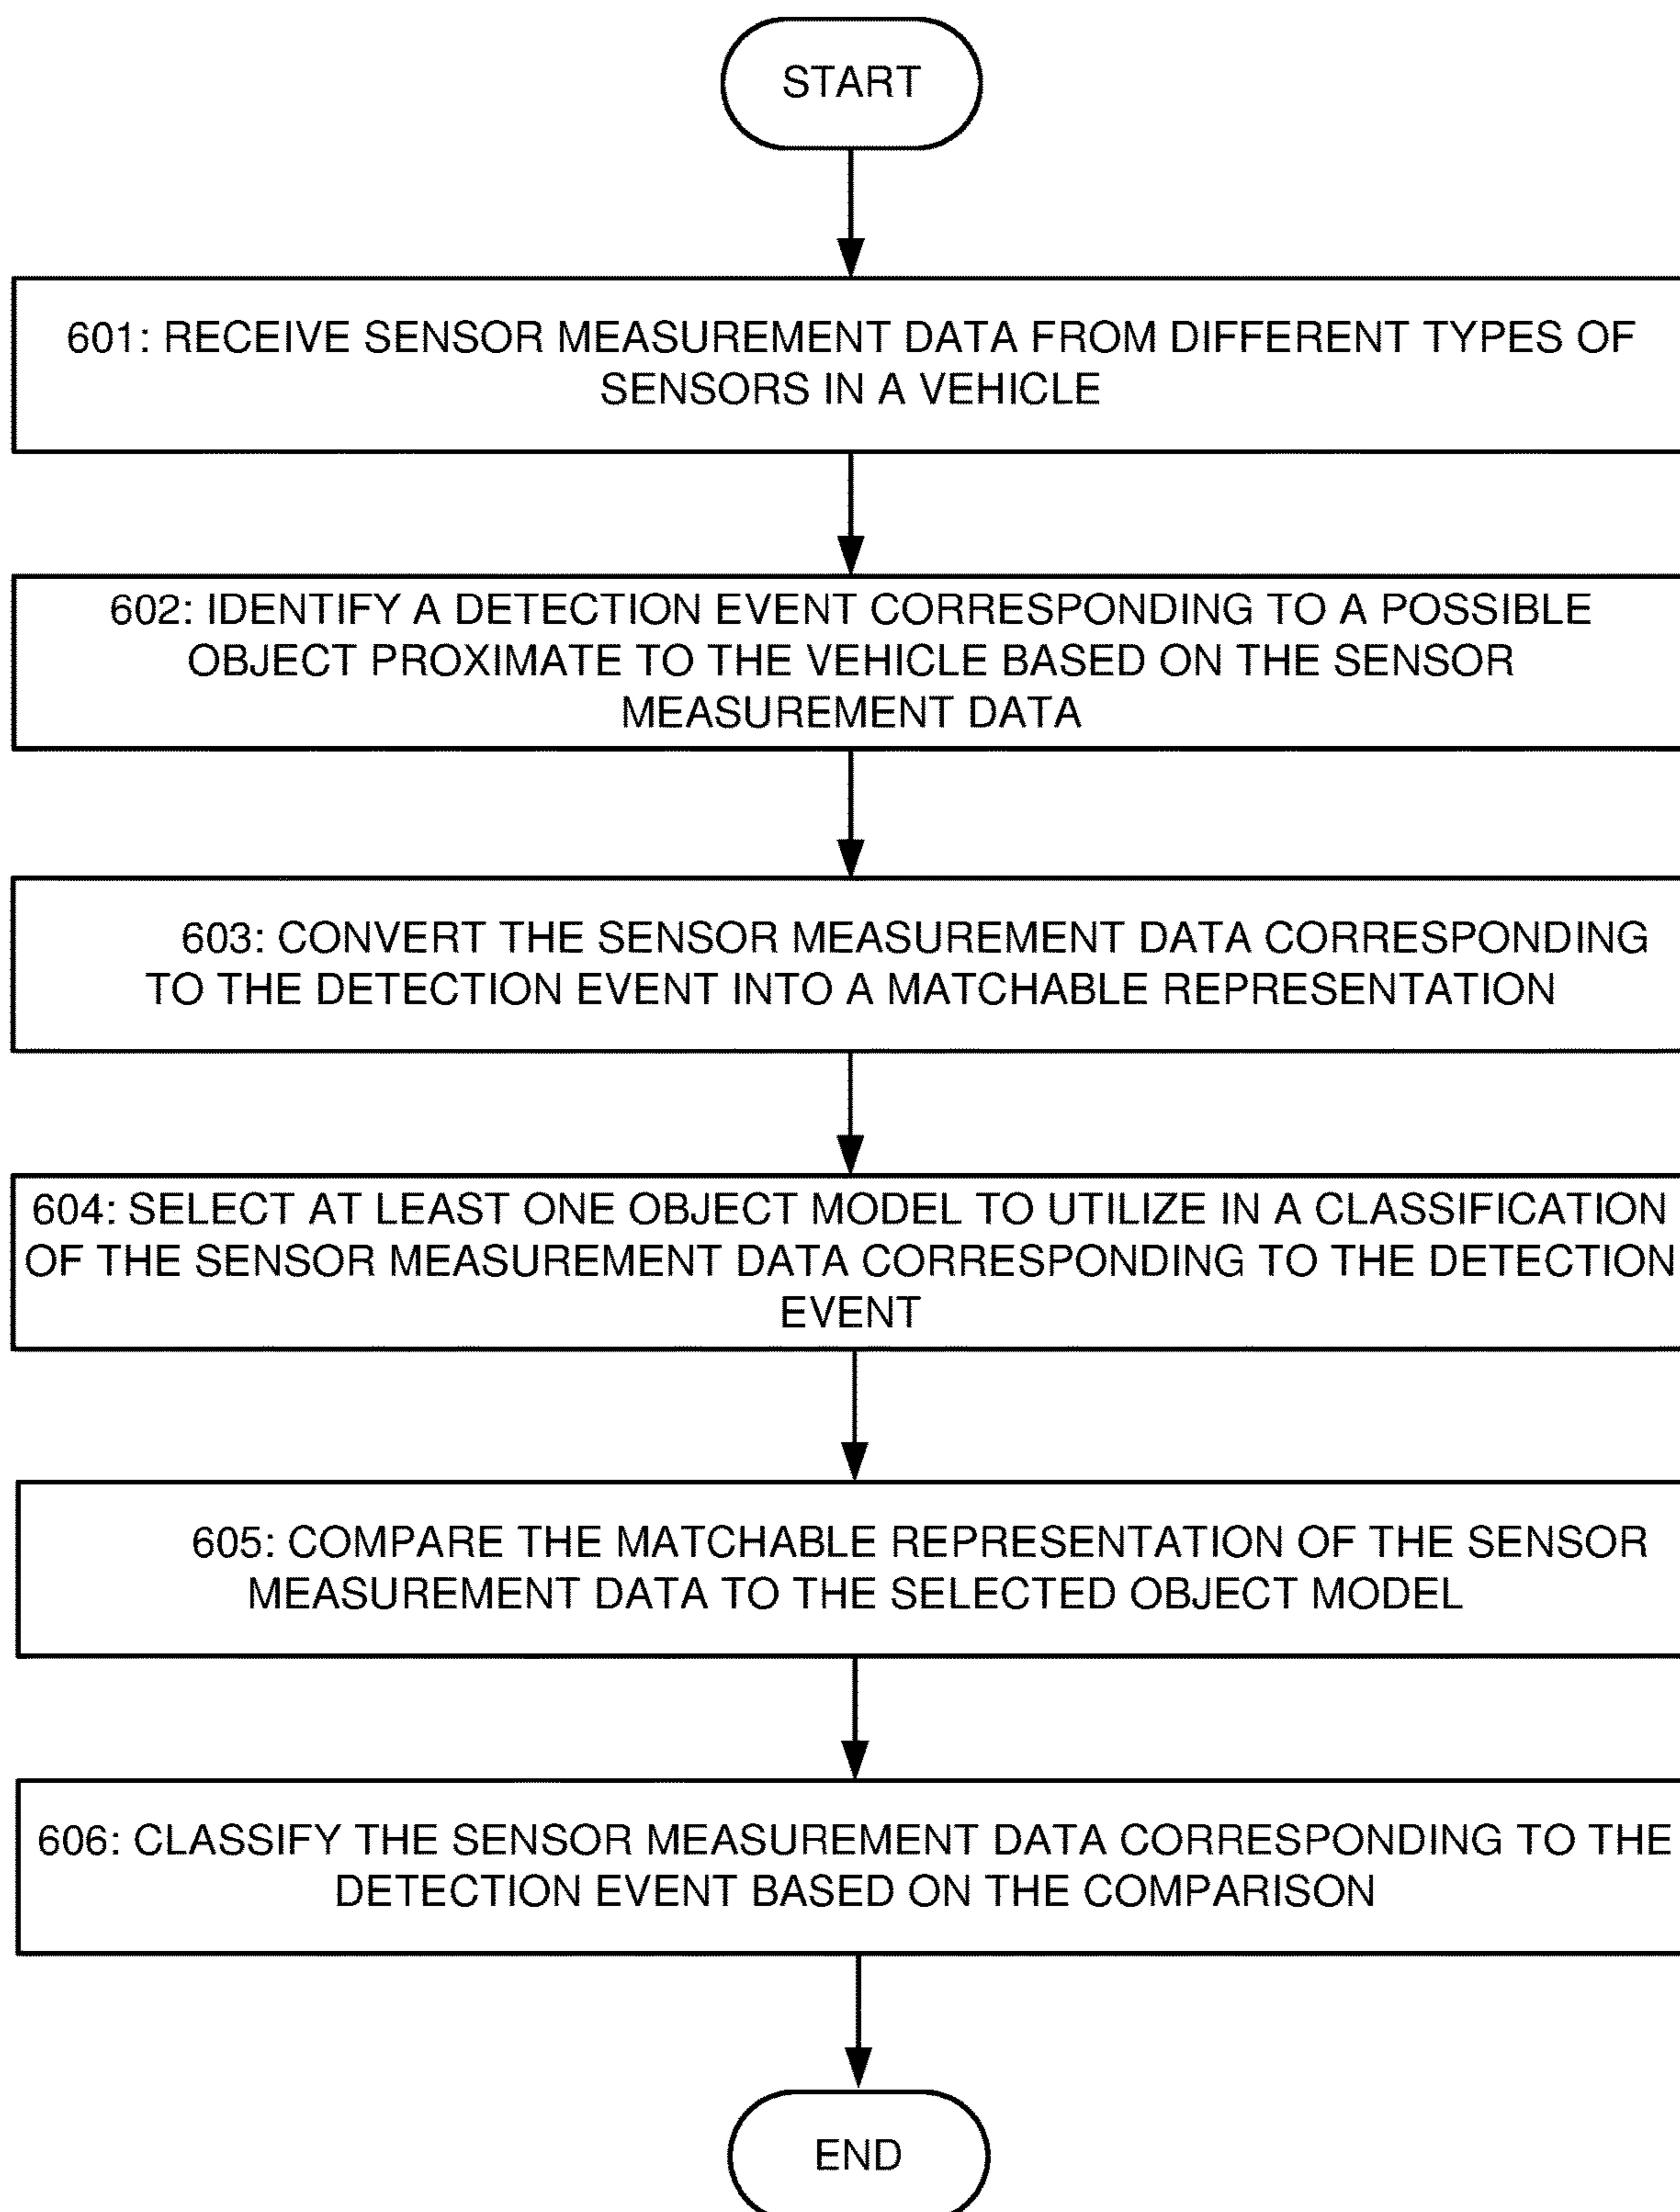 START
601: RECEIVE SENSOR MEASUREMENT DATA FROM DIFFERENT TYPES OF
SENSORS IN A VEHICLE
602: IDENTIFY A DETECTION EVENT CORRESPONDING TO A POSSIBLE
OBJECT PROXIMATE TO THE VEHICLE BASED ON THE SENSOR
MEASUREMENT DATA
603: CONVERT THE SENSOR MEASUREMENT DATA CORRESPONDING
TO THE DETECTION EVENT INTO A MATCHABLE REPRESENTATION
604: SELECT AT LEAST ONE OBJECT MODEL TO UTILIZE IN A CLASSIFICATION
OF THE SENSOR MEASUREMENT DATA CORRESPONDING TO THE DETECTION
EVENT
605: COMPARE THE MATCHABLE REPRESENTATION OF THE SENSOR
MEASUREMENT DATA TO THE SELECTED OBJECT MODEL
606: CLASSIFY THE SENSOR MEASUREMENT DATA CORRESPONDING TO THE
DETECTION EVENT BASED ON THE COMPARISON
END